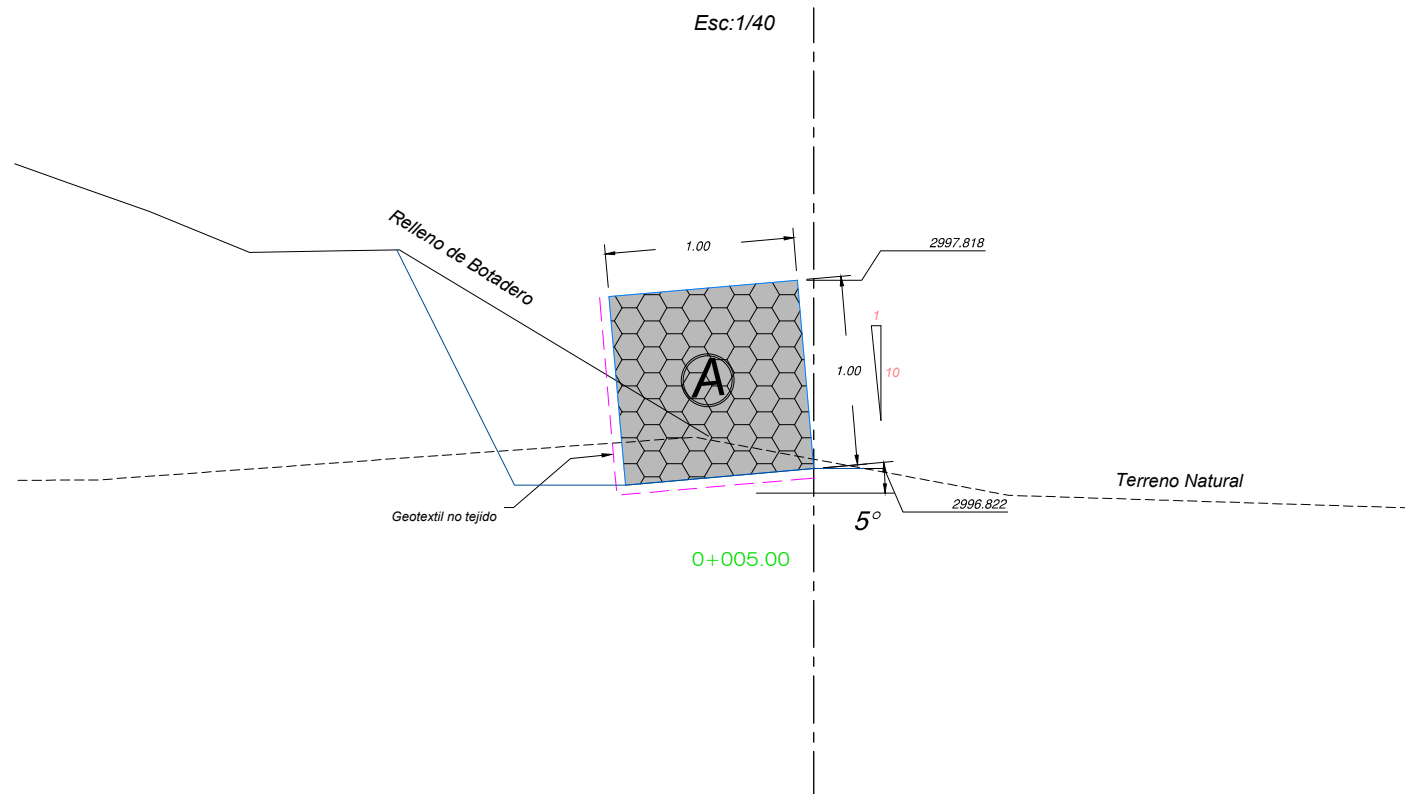 Esc:1/40
Relleno de Botadero
1.00
2997.818
1
10
1.00
A
Terreno Natural
Geotextil no tejido
2996.822
5°
0+005.00